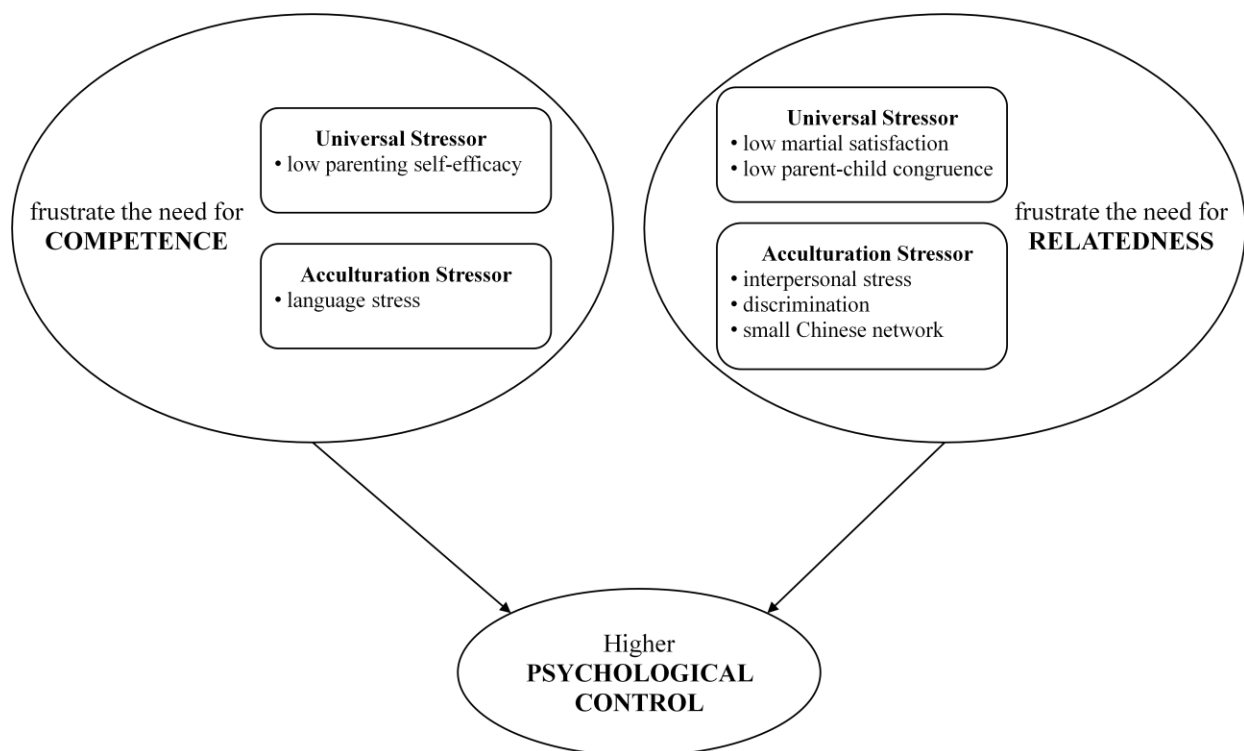 frustrate the need for
COMPETENCE
Universal Stressor
• low parenting self-efficacy
Acculturation Stressor
• language stress
Universal Stressor
• low martial satisfaction
• low parent-child congruence
Acculturation Stressor
• interpersonal stress
• discrimination
• small Chinese network
frustrate the need for
RELATEDNESS
Higher
PSYCHOLOGICAL
CONTROL